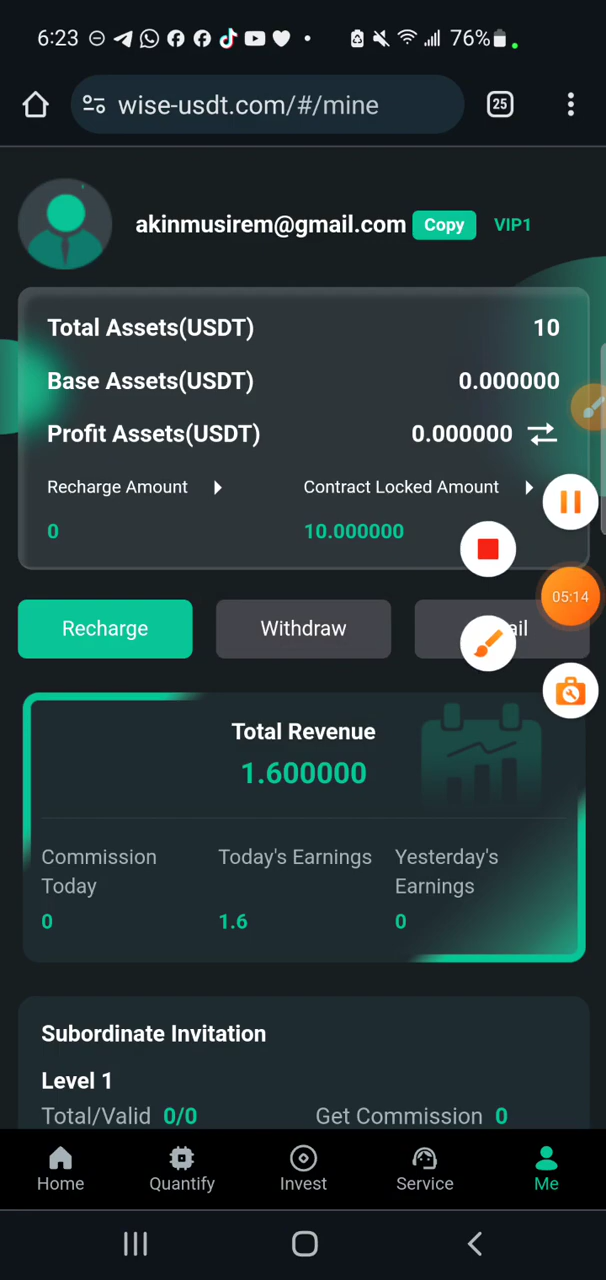 6:23 76%
wise-usdt.com/#/mine 25
akinmusirem@gmail.com Copy VIP1
Total Assets(USDT) 10
Base Assets(USDT) 0.000000
Profit Assets(USDT) 0.000000
Recharge Amount Contract Locked Amount
0 10.000000
05:14
Recharge Withdraw
Total Revenue
1.600000
Commission Today Today's Earnings Yesterday's Earnings
0 1.6 0
Subordinate Invitation
Level 1
Total/Valid 0/0 Get Commission 0
Home Quantify Invest Service Me